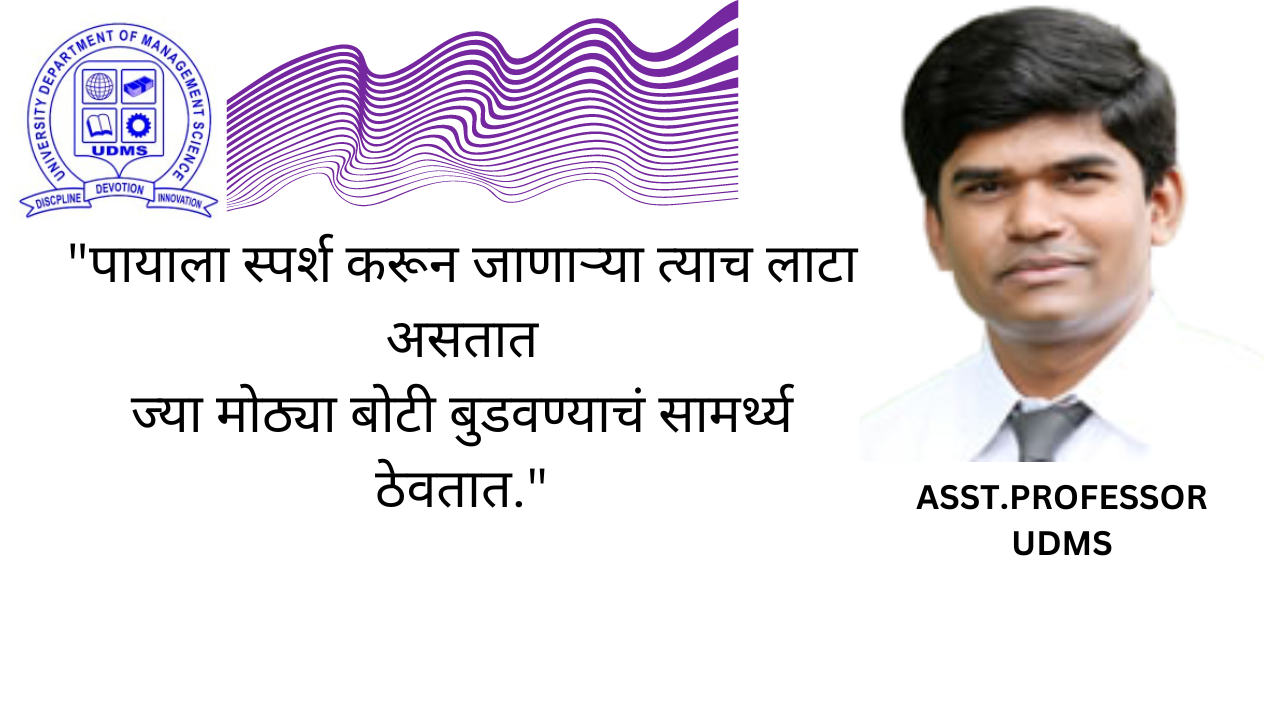 UNIVERSITY DEPARTMENT OF MANAGEMENT SCIENCE
UDMS
DISCPLINE
DEVOTION
INNOVATION
"पायाला स्पर्श करून जाणाऱ्या त्याच लाटा
असतात
ज्या मोठ्या बोटी बुडवण्याचं सामर्थ्य
ठेवतात."
ASST.PROFESSOR
UDMS